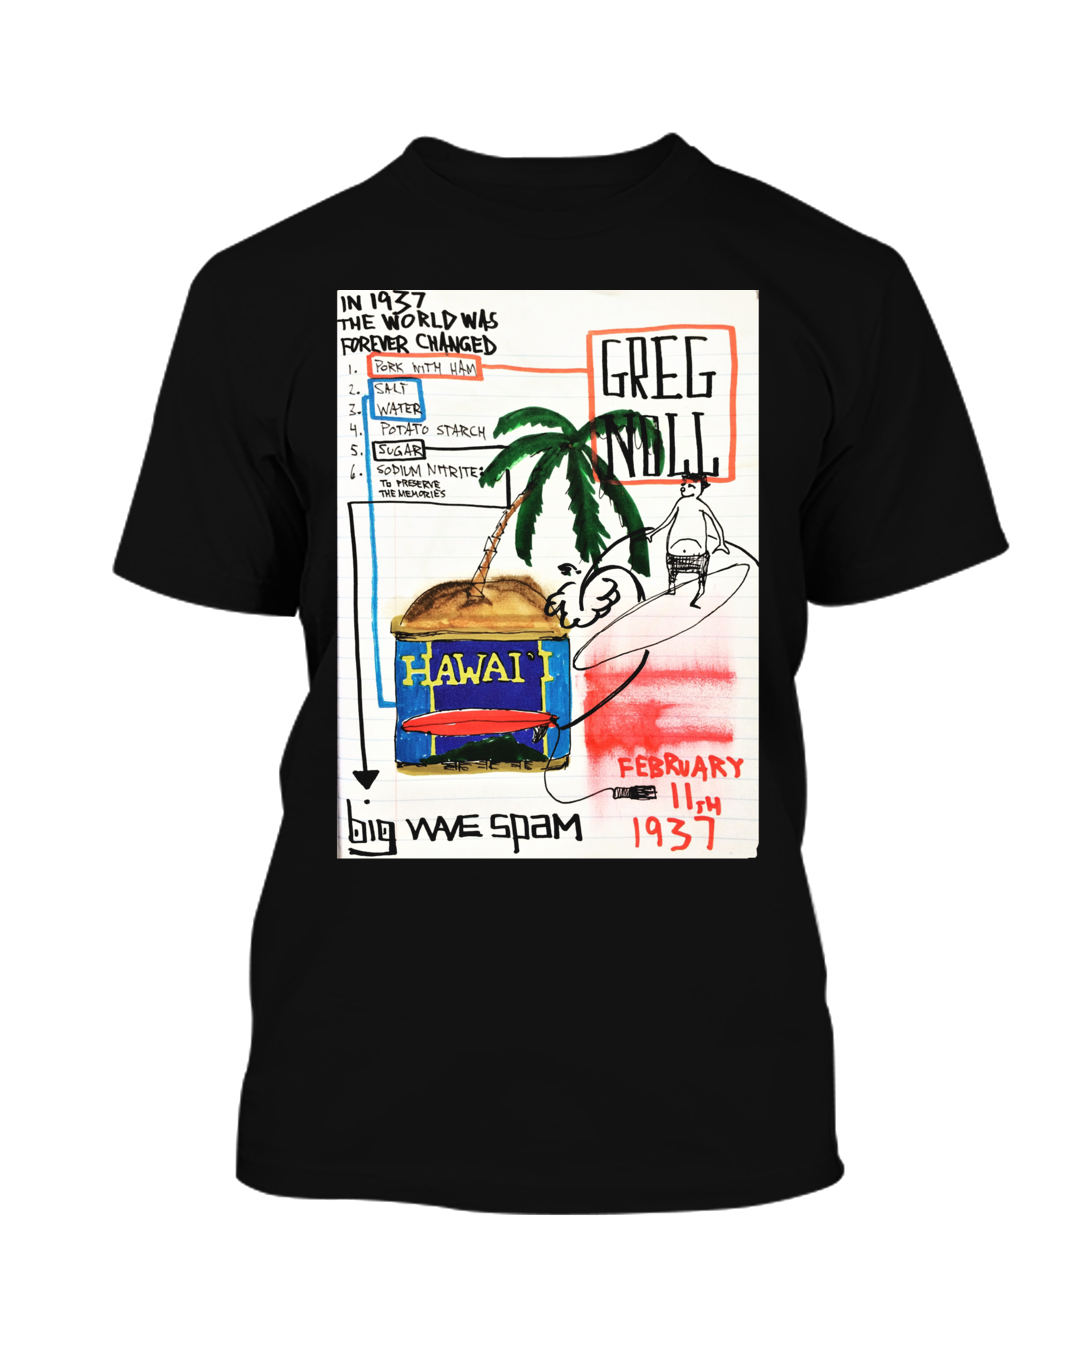 IN 1937
THE WORLD WAS
FOREVER CHANGED
1. PORK WITH HAM
2. SALT
3. WATER
4. POTATO STARCH
5. SUGAR
6. SODIUM NITRITE:
TO PRESERVE
THE MEMORIES
GREG
NOLL
HAWAI'I
FEBRUARY
11TH
1937
big WAVE SPAM